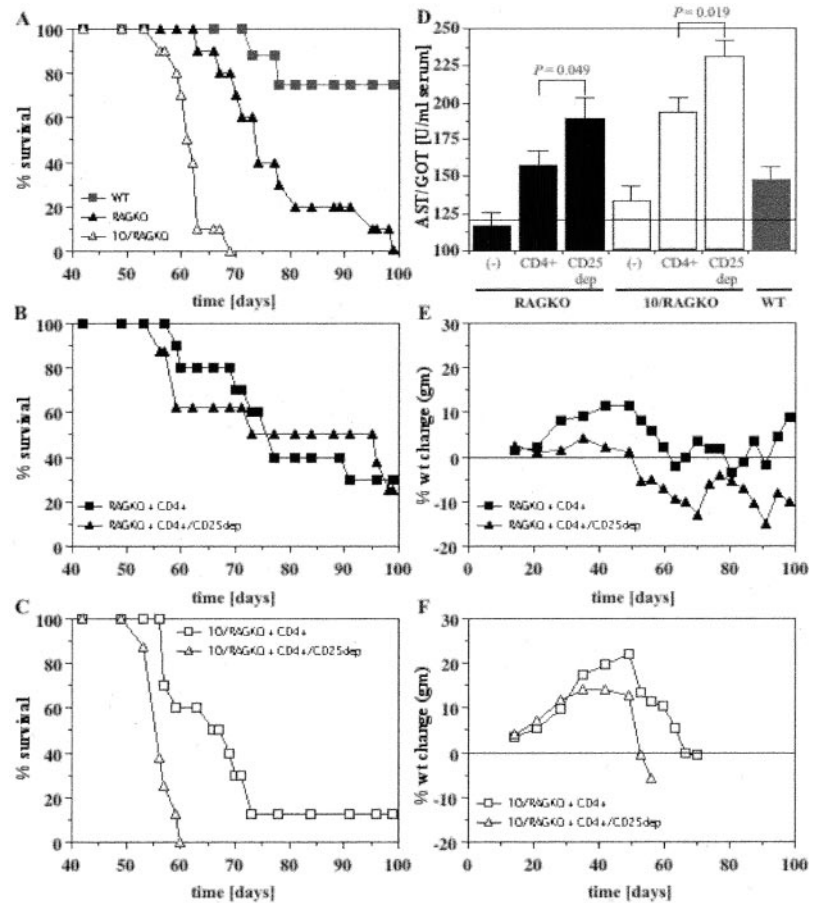 A
100
80
60
40
20
0
% survival
WT
RAGKO
10/RAGKO
40 50 60 70 80 90 100
time [days]
B
100
80
60
40
20
0
% survival
RAGKO + CD4+
RAGKO + CD4+/CD25dep
40 50 60 70 80 90 100
time [days]
C
100
80
60
40
20
0
% survival
10/RAGKO + CD4+
10/RAGKO + CD4+/CD25dep
40 50 60 70 80 90 100
time [days]
D
P = 0.019
P = 0.049
250
225
200
175
150
125
100
AST/GOT [U/ml serum]
(-) CD4+ CD25 dep (-) CD4+ CD25 dep
RAGKO 10/RAGKO WT
E
30
20
10
0
-10
-20
% wt change (gm)
RAGKO + CD4+
RAGKO + CD4+/CD25dep
0 20 40 60 80 100
time [days]
F
30
20
10
0
-10
-20
% wt change (gm)
10/RAGKO + CD4+
10/RAGKO + CD4+/CD25dep
0 20 40 60 80 100
time [days]